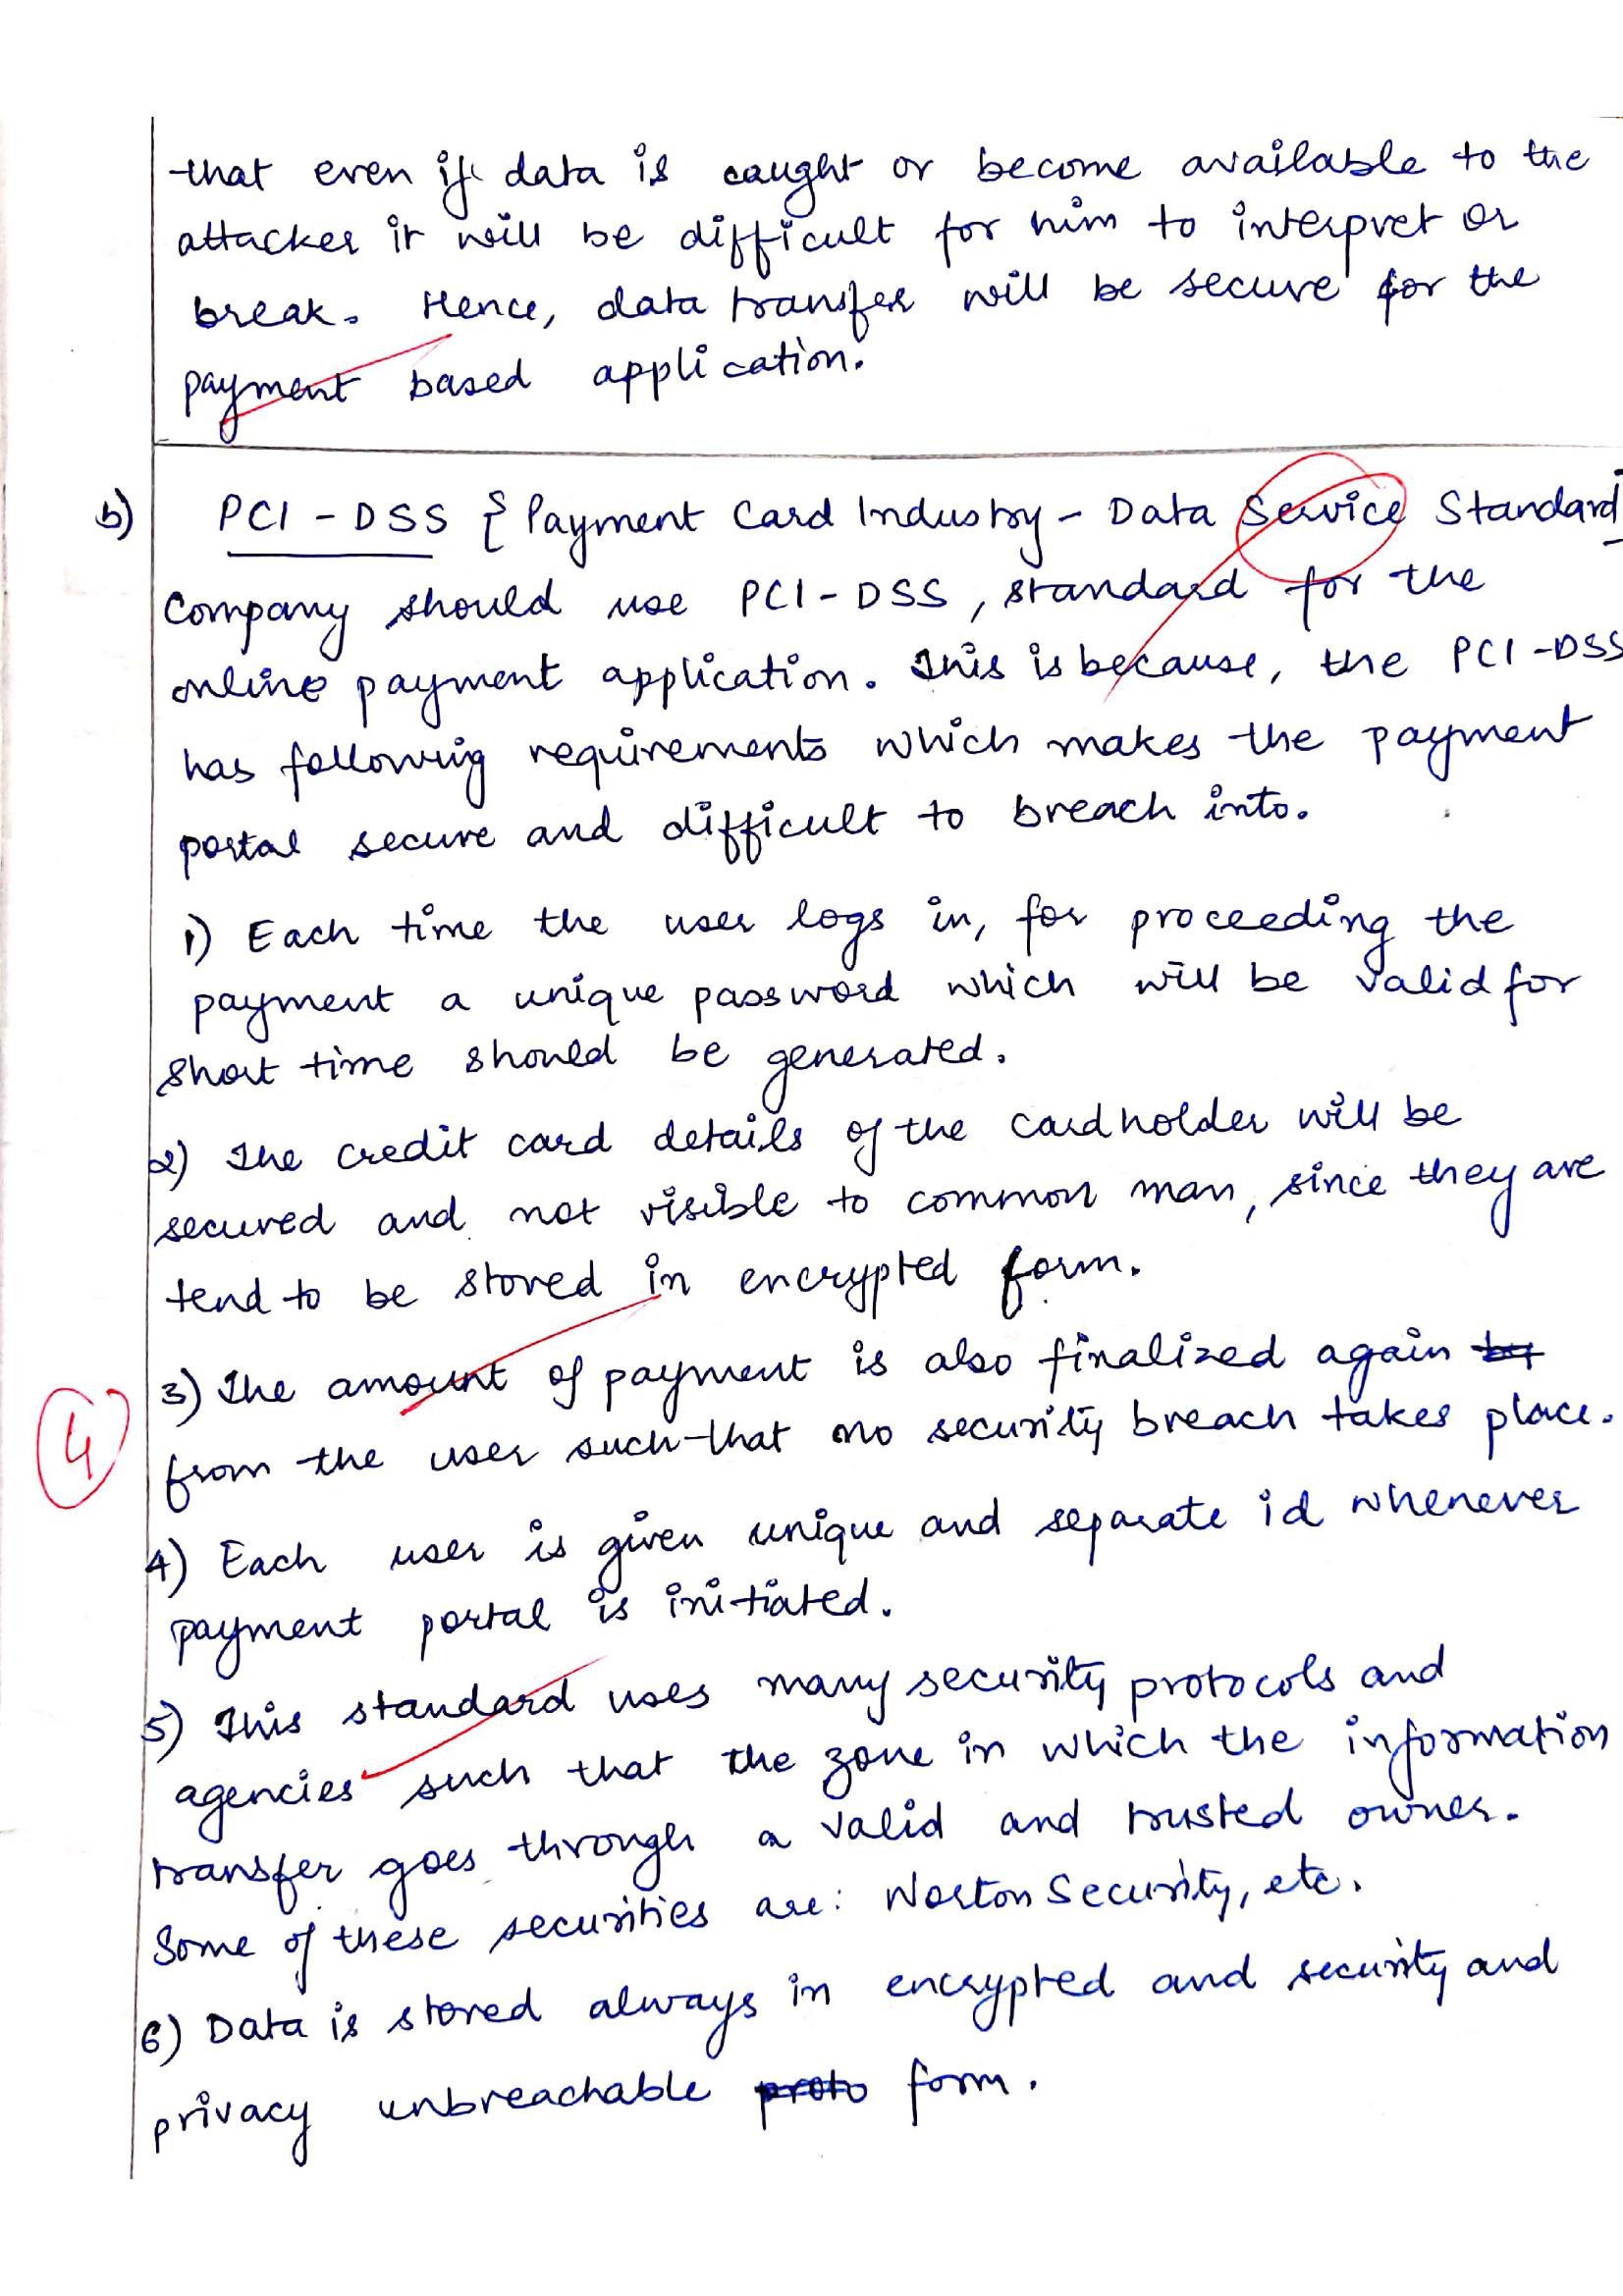 that even if data is caught or become available to the
attacker it will be difficult for him to interpret or
break. Hence, data transfer will be secure for the
payment based application.
b) PCI - DSS { Payment Card Industry - Data Service Standard
Company should use PCI - DSS, standard for the
online payment application. This is because, the PCI - DSS
has following requirements which makes the payment
portal secure and difficult to breach into.
1) Each time the user logs in, for proceeding the
payment a unique password which will be valid for
short time should be generated.
2) The credit card details of the cardholder will be
secured and not visible to common man, since they are
tend to be stored in encrypted form.
3) The amount of payment is also finalized again
4
from the user such that no security breach takes place.
4) Each user is given unique and separate id whenever
payment portal is initiated.
5) This standard uses many security protocols and
agencies such that the zone in which the information
transfer goes through a valid and trusted owner.
Some of these securities are: Norton Security, etc.
6) Data is stored always in encrypted and security and
privacy unbreachable proto form.